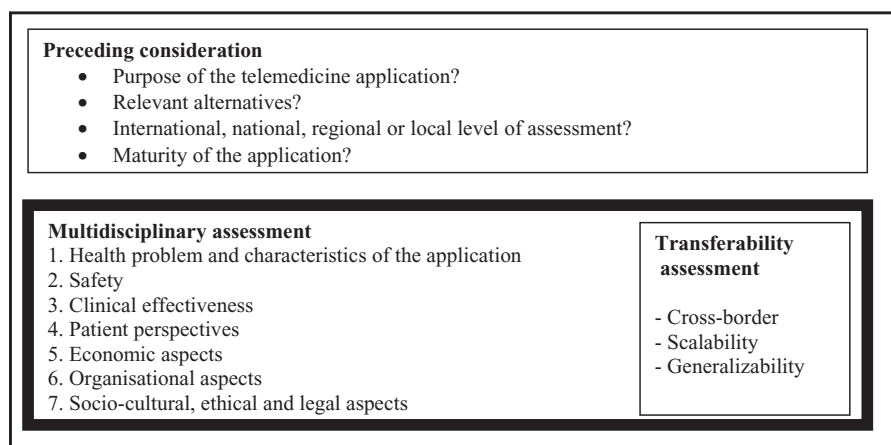 Preceding consideration
• Purpose of the telemedicine application?
• Relevant alternatives?
• International, national, regional or local level of assessment?
• Maturity of the application?
Multidisciplinary assessment
1. Health problem and characteristics of the application
2. Safety
3. Clinical effectiveness
4. Patient perspectives
5. Economic aspects
6. Organisational aspects
7. Socio-cultural, ethical and legal aspects
Transferability
assessment
- Cross-border
- Scalability
- Generalizability